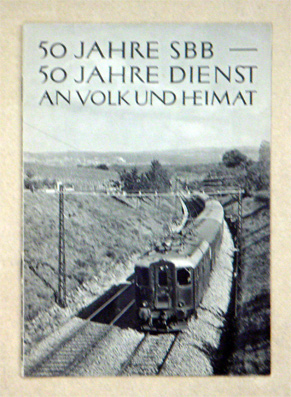 50 JAHRE SBB —
50 JAHRE DIENST
AN VOLK UND HEIMAT